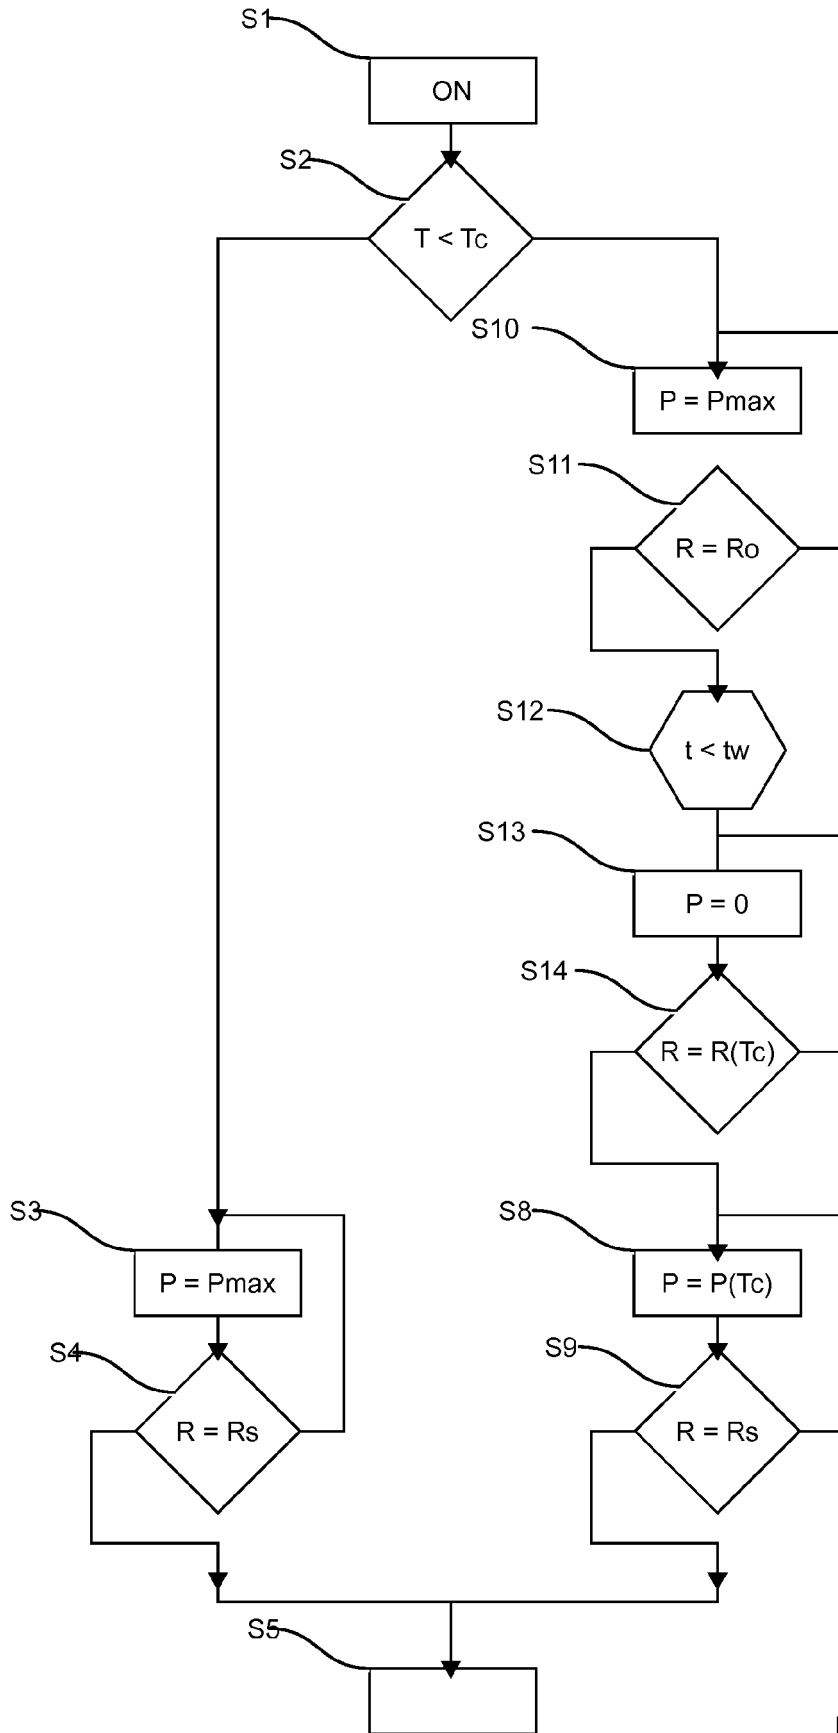 S1
ON
S2
T < Tc
S10
P = Pmax
S11
R = Ro
S12
t < tw
S13
P = 0
S14
R = R(Tc)
S3
P = Pmax
S8
P = P(Tc)
S4
R = Rs
S9
R = Rs
S5